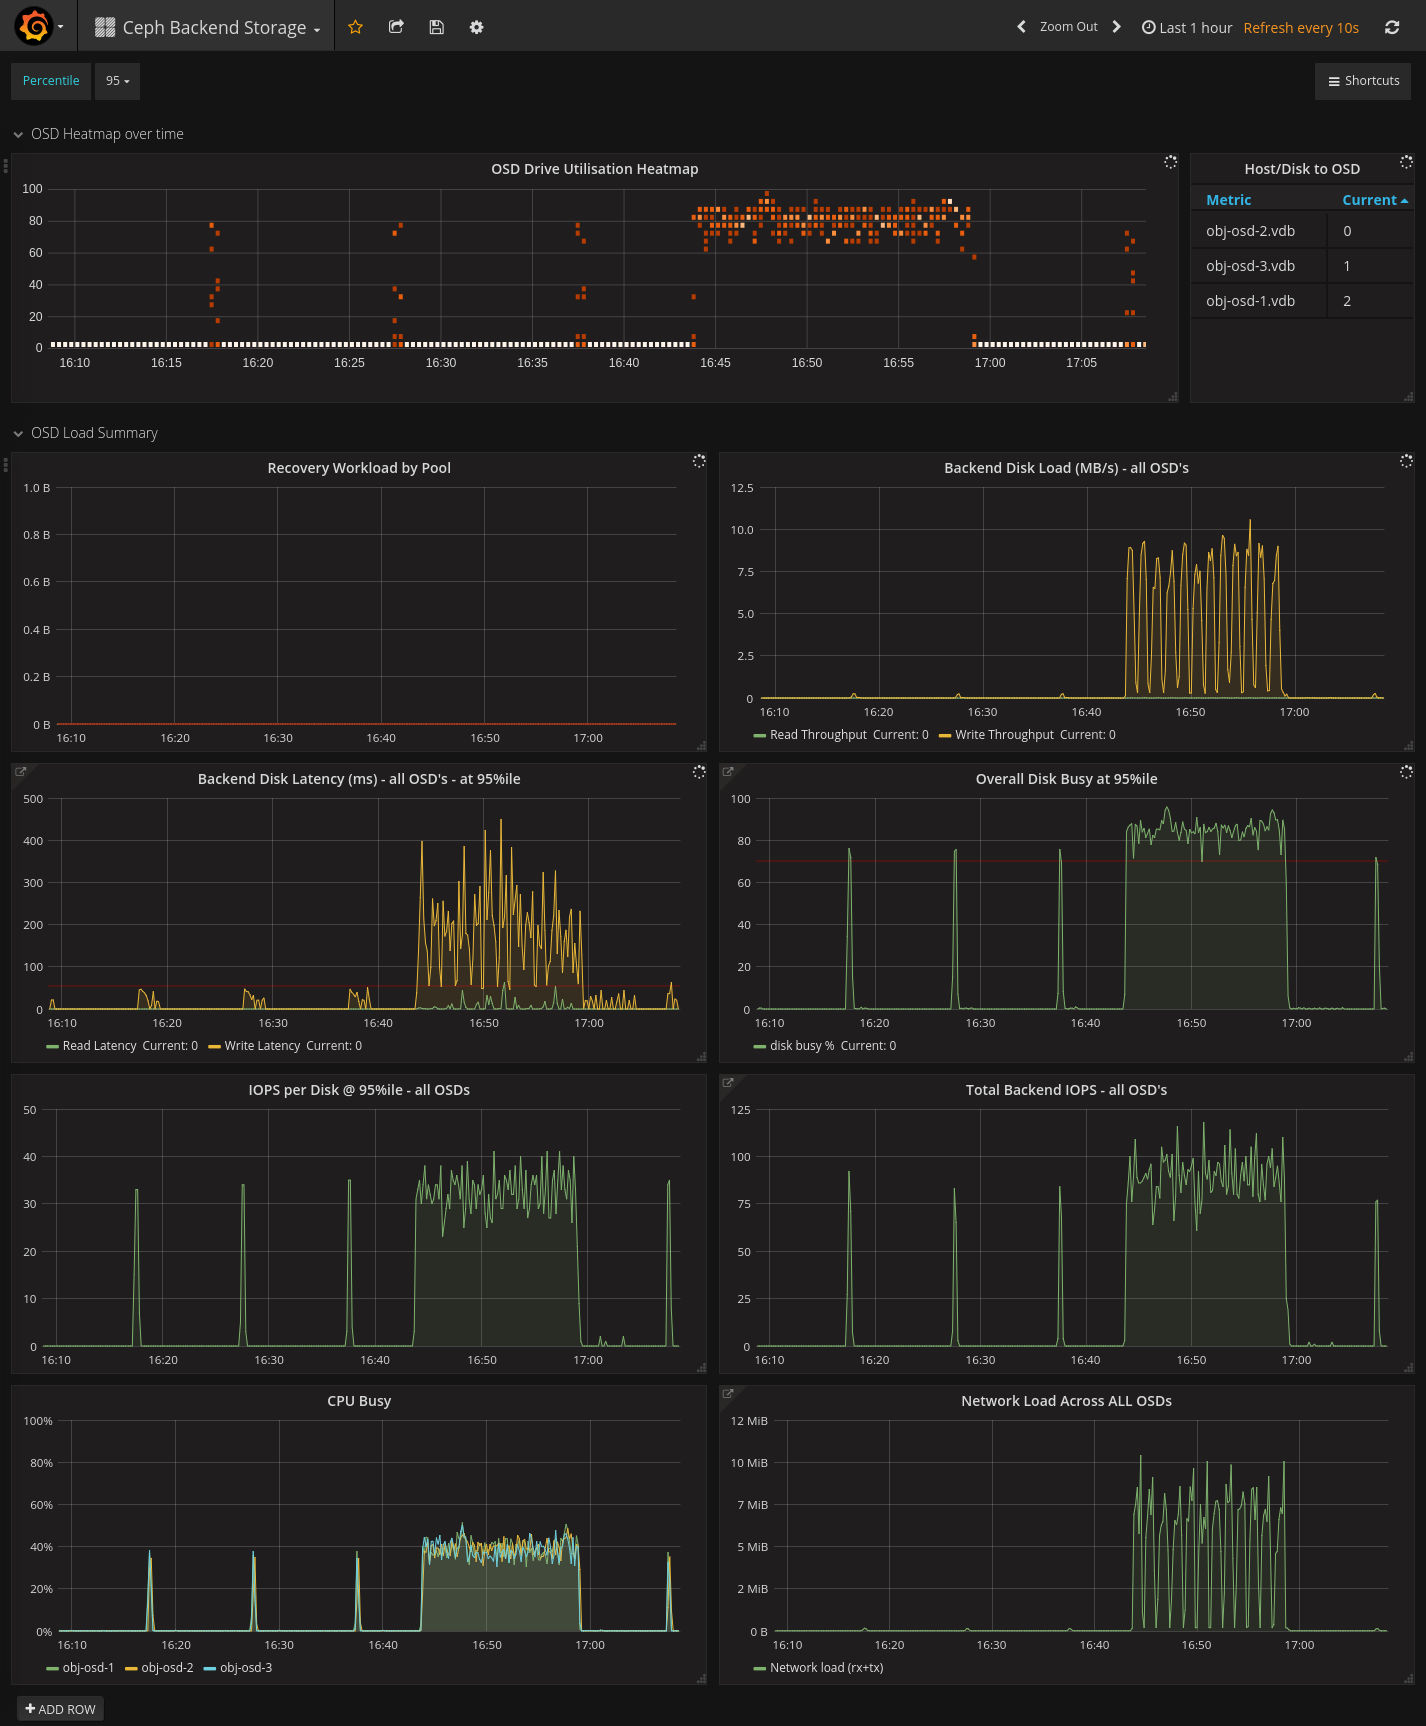 Ceph Backend Storage
Zoom Out
Last 1 hour
Refresh every 10s
Percentile
95
Shortcuts
OSD Heatmap over time
OSD Drive Utilisation Heatmap
100
80
60
40
20
0
16:10 16:15 16:20 16:25 16:30 16:35 16:40 16:45 16:50 16:55 17:00 17:05
Host/Disk to OSD
Metric Current
obj-osd-2.vdb 0
obj-osd-3.vdb 1
obj-osd-1.vdb 2
OSD Load Summary
Recovery Workload by Pool
1.0 B
0.8 B
0.6 B
0.4 B
0.2 B
0 B
16:10 16:20 16:30 16:40 16:50 17:00
Backend Disk Load (MB/s) - all OSD's
12.5
10.0
7.5
5.0
2.5
0
16:10 16:20 16:30 16:40 16:50 17:00
Read Throughput Current: 0 Write Throughput Current: 0
Backend Disk Latency (ms) - all OSD's - at 95%ile
500
400
300
200
100
0
16:10 16:20 16:30 16:40 16:50 17:00
Read Latency Current: 0 Write Latency Current: 0
Overall Disk Busy at 95%ile
100
80
60
40
20
0
16:10 16:20 16:30 16:40 16:50 17:00
disk busy % Current: 0
IOPS per Disk @ 95%ile - all OSDs
50
40
30
20
10
0
16:10 16:20 16:30 16:40 16:50 17:00
Total Backend IOPS - all OSD's
125
100
75
50
25
0
16:10 16:20 16:30 16:40 16:50 17:00
CPU Busy
100%
80%
60%
40%
20%
0%
16:10 16:20 16:30 16:40 16:50 17:00
obj-osd-1 obj-osd-2 obj-osd-3
Network Load Across ALL OSDs
12 MiB
10 MiB
7 MiB
5 MiB
2 MiB
0 B
16:10 16:20 16:30 16:40 16:50 17:00
Network load (rx+tx)
ADD ROW